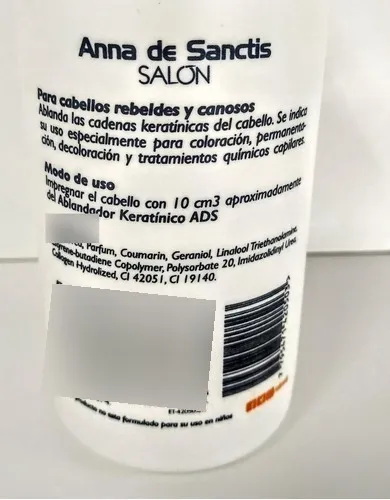 Anna de Sanctis
SALON
Para cabellos rebeldes y canosos
Ablanda las cadenas keratínicas del cabello. Se indica
su uso especialmente para coloración, permanenta-
ción, decoloración y tratamientos químicos capilares.
Modo de uso
Impregnar el cabello con 10 cm3 aproximadamente
del Ablandador Keratínico ADS
Parfum, Coumarin, Geraniol, Linalool Triethanolamine,
Styrene-butadiene Copolymer, Polysorbate 20, Imidazolidinyl Urea,
Collagen Hydrolized, CI 42051, CI 19140.
no esta formulado para su uso en niños